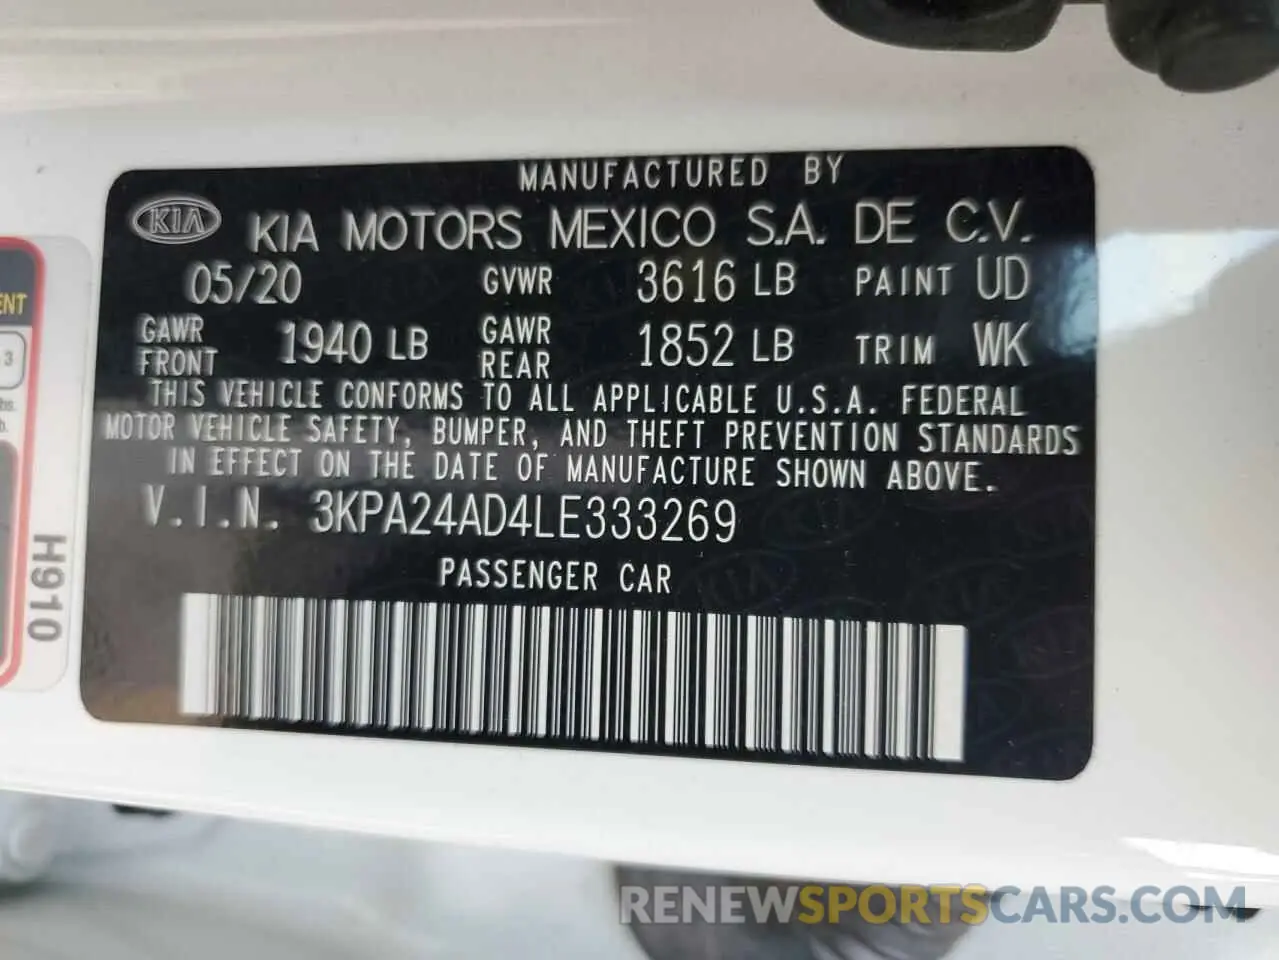 MANUFACTURED BY
KIA KIA MOTORS MEXICO S.A. DE C.V.
05/20 GVWR 3616 LB PAINT UD
GAWR FRONT 1940 LB GAWR REAR 1852 LB TRIM WK
THIS VEHICLE CONFORMS TO ALL APPLICABLE U.S.A. FEDERAL
MOTOR VEHICLE SAFETY, BUMPER, AND THEFT PREVENTION STANDARDS
IN EFFECT ON THE DATE OF MANUFACTURE SHOWN ABOVE.
V.I.N. 3KPA24AD4LE333269
PASSENGER CAR
H910
3
RENEWSPORTSCARS.COM